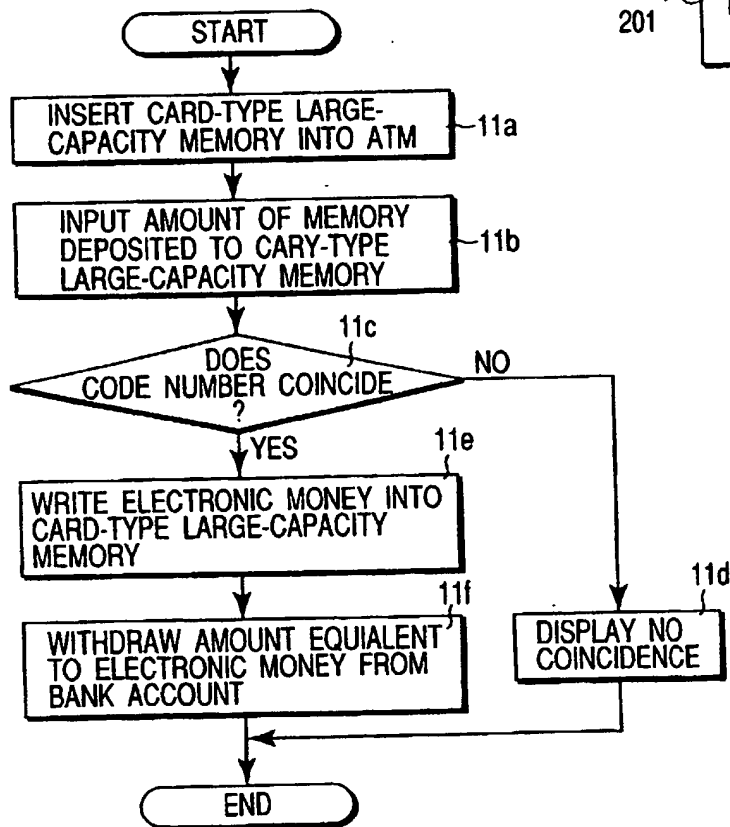 START
201
INSERT CARD-TYPE LARGE-
CAPACITY MEMORY INTO ATM
11a
INPUT AMOUNT OF MEMORY
DEPOSITED TO CARY-TYPE
LARGE-CAPACITY MEMORY
11b
11c
DOES
CODE NUMBER COINCIDE
?
NO
YES
11e
WRITE ELECTRONIC MONEY INTO
CARD-TYPE LARGE-CAPACITY
MEMORY
11f
WITHDRAW AMOUNT EQUIALENT
TO ELECTRONIC MONEY FROM
BANK ACCOUNT
11d
DISPLAY NO
COINCIDENCE
END